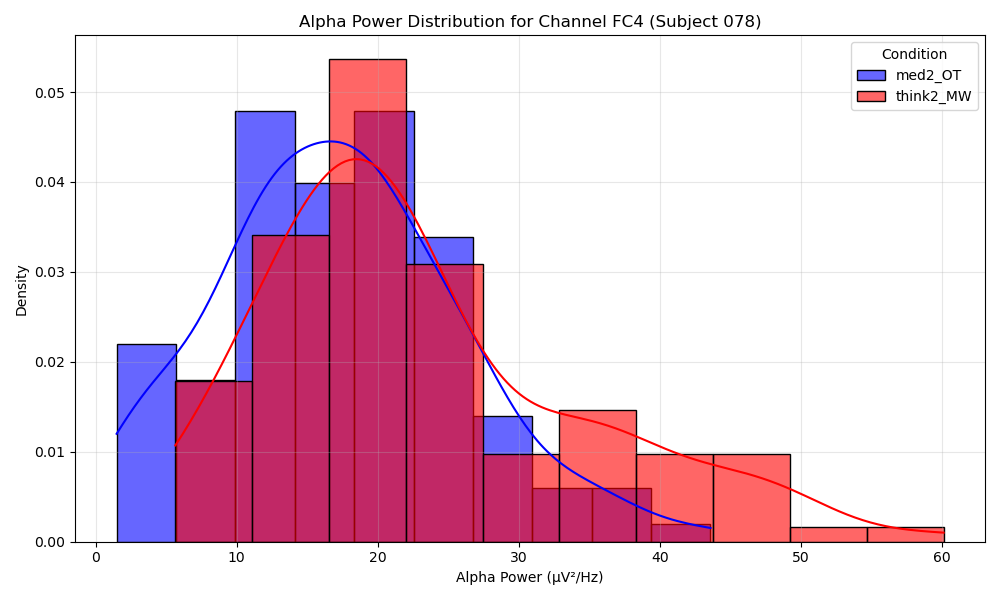 Alpha Power Distribution for Channel FC4 (Subject 078)
Condition
med2_OT
think2_MW
0.05
0.04
0.03
0.02
0.01
0.00
Density
0
10
20
30
40
50
60
Alpha Power (μV²/Hz)